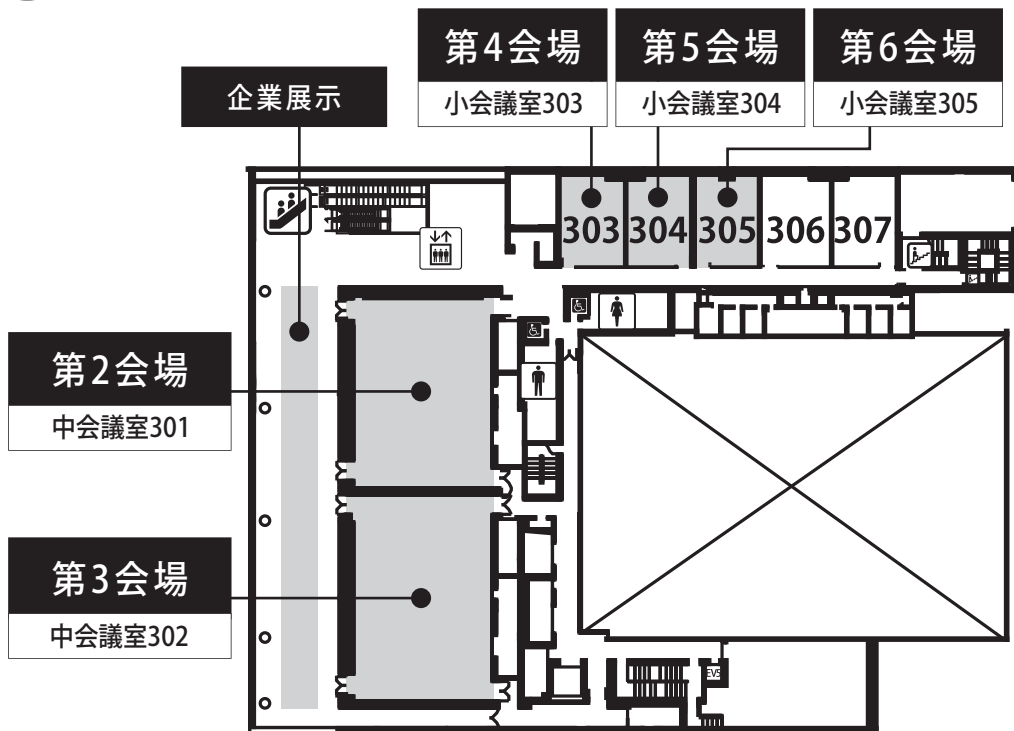 第4会場
小会議室303
第5会場
小会議室304
第6会場
小会議室305
企業展示
303
304
305
306
307
第2会場
中会議室301
第3会場
中会議室302
EV5